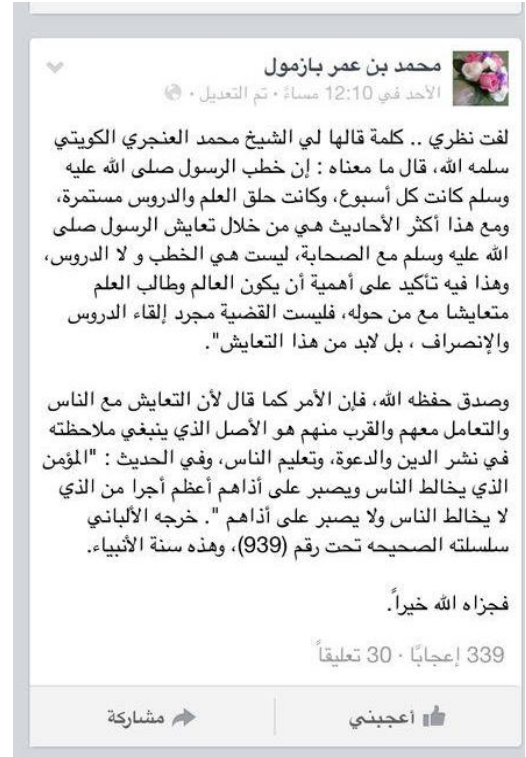 محمد بن عمر بازمول
الأحد في 12:10 مساءً · تم التعديل ·
لفت نظري .. كلمة قالها لي الشيخ محمد العنجري الكويتي
سلمه الله، قال ما معناه : إن خطب الرسول صلى الله عليه
وسلم كانت كل أسبوع، وكانت حلق العلم والدروس مستمرة،
ومع هذا أكثر الأحاديث هي من خلال تعايش الرسول صلى
الله عليه وسلم مع الصحابة، ليست هي الخطب و لا الدروس،
وهذا فيه تأكيد على أهمية أن يكون العالم وطالب العلم
متعايشا مع من حوله، فليست القضية مجرد إلقاء الدروس
والإنصراف ، بل لابد من هذا التعايش".
وصدق حفظه الله، فإن الأمر كما قال لأن التعايش مع الناس
والتعامل معهم والقرب منهم هو الأصل الذي ينبغي ملاحظته
في نشر الدين والدعوة، وتعليم الناس، وفي الحديث : "المؤمن
الذي يخالط الناس ويصبر على أذاهم أعظم أجرا من الذي
لا يخالط الناس ولا يصبر على أذاهم ". خرجه الألباني
سلسلته الصحيحه تحت رقم (939)، وهذه سنة الأنبياء.
فجزاه الله خيراً.
339 إعجابًا · 30 تعليقاً
أعجبني مشاركة